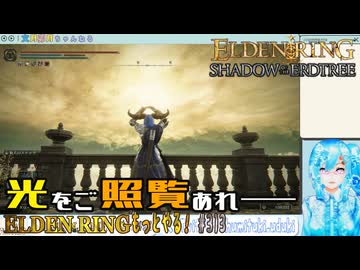 ELDEN RING
SHADOW OF THE ERDTREE
光をご照覧あれ――
ELDEN RINGもっとやる! #313
humituki_uduki